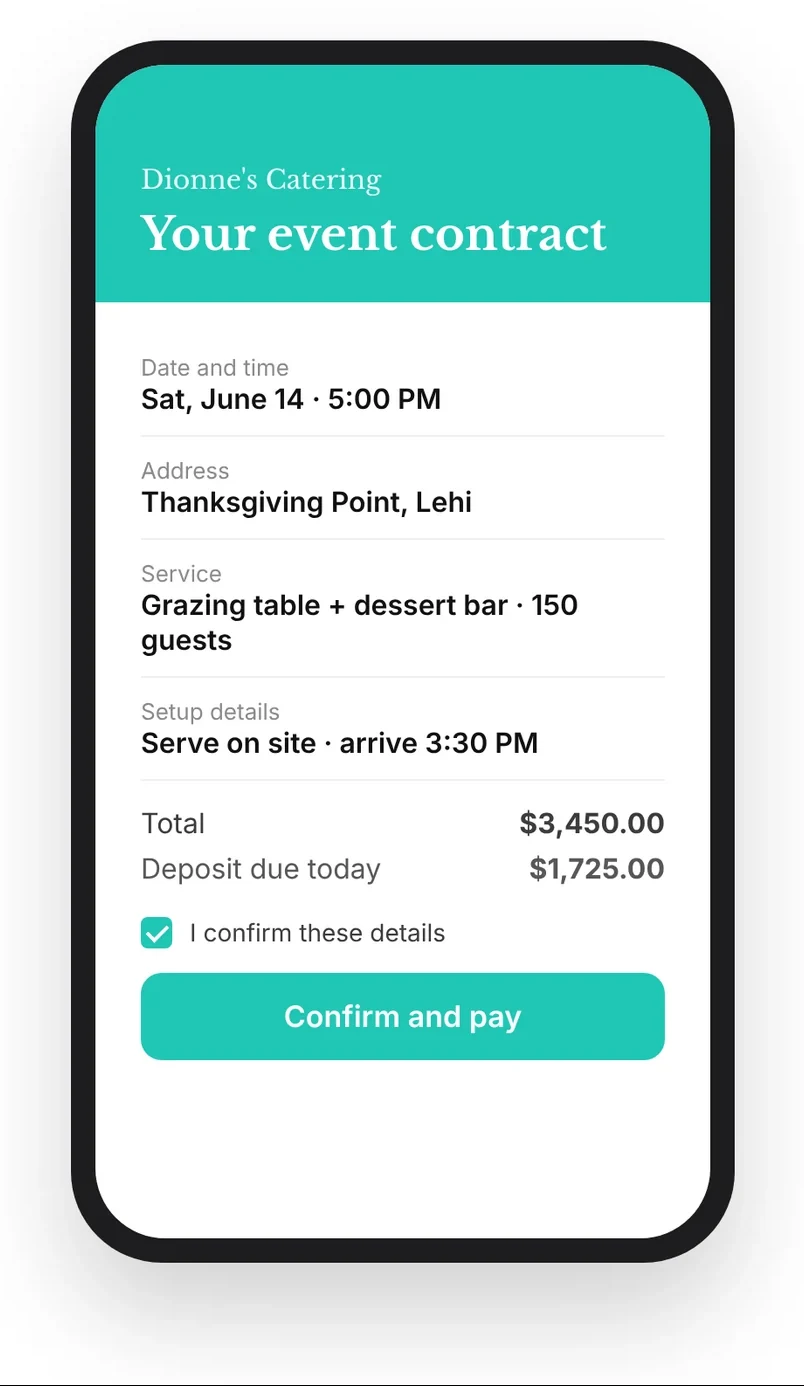 Dionne's Catering
Your event contract
Date and time
Sat, June 14 · 5:00 PM
Address
Thanksgiving Point, Lehi
Service
Grazing table + dessert bar · 150
guests
Setup details
Serve on site · arrive 3:30 PM
Total $3,450.00
Deposit due today $1,725.00
I confirm these details
Confirm and pay